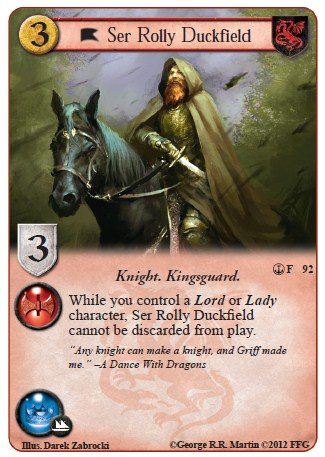 3
Ser Rolly Duckfield
3
Knight. Kingsguard.
F 92
While you control a Lord or Lady
character, Ser Rolly Duckfield
cannot be discarded from play.
"Any knight can make a knight, and Griff made
me." –A Dance With Dragons
Illus. Darek Zabrocki
©George R.R. Martin ©2012 FFG